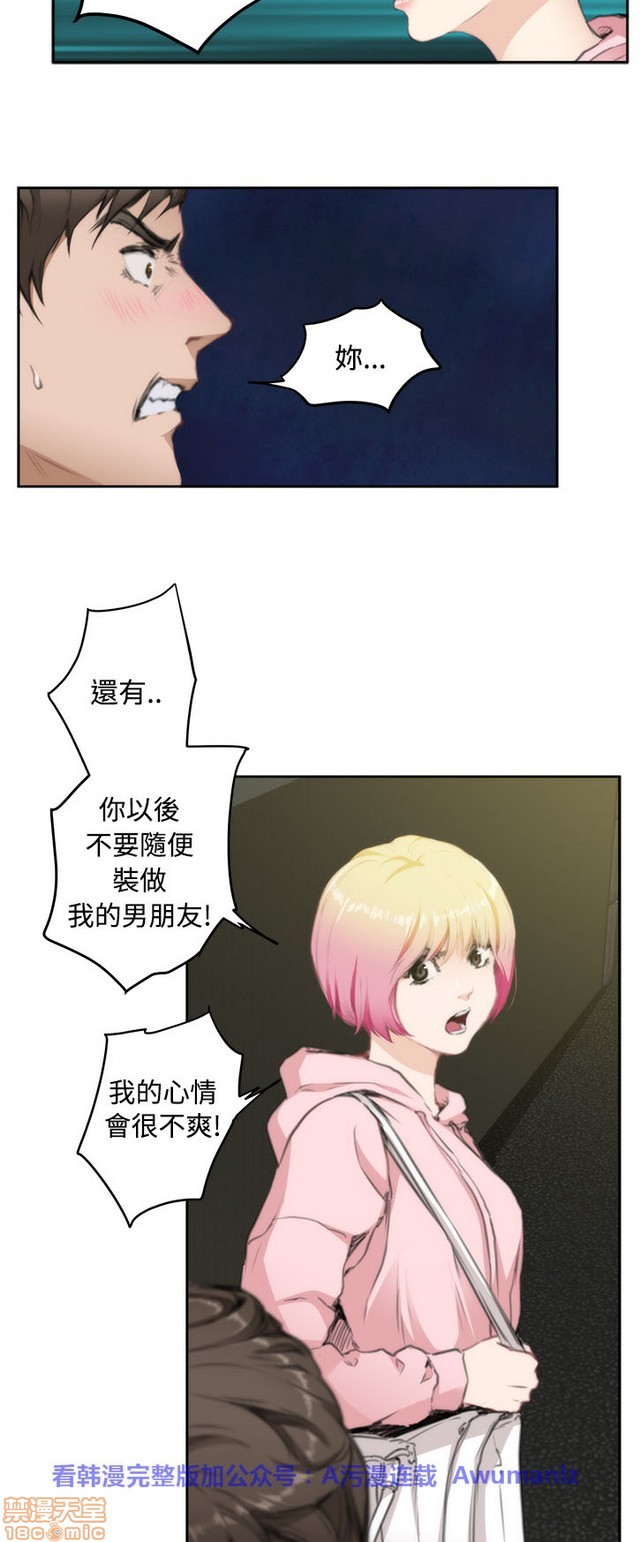 妳...
還有..
你以後
不要隨便
裝做
我的男朋友!
我的心情
會很不爽!
看韩漫完整版加公众号：A污漫连载 Awumanlz
禁漫天堂
18comic